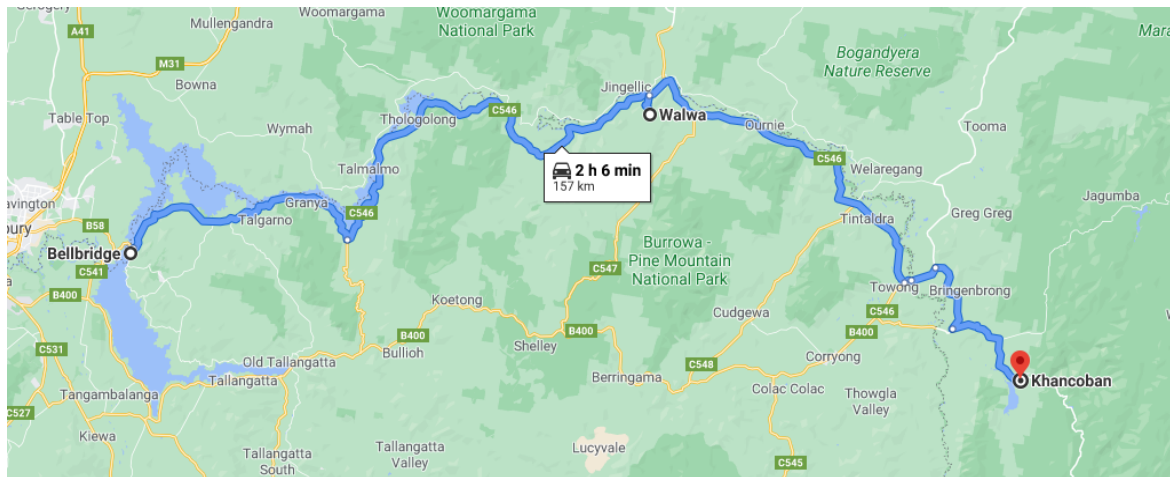 Gerogery
A41
Mullengandra
Woomargama
Woomargama
National Park
Mara
M31
Bowna
Bogandyera
Nature Reserve
Table Top
Jingellic
C546
Walwa
Tholongolong
Wymah
Ournie
Tooma
Talmalmo
C546
Welaregang
2 h 6 min
157 km
avington
Granya
C546
Jagumba
bury
B58
Talgarno
Tintaldra
Greg Greg
Bellbridge
Burrowa -
Pine Mountain
National Park
C541
C547
B400
Towong
Bringenbrong
Koetong
C546
Cudgewa
B400
B400
B400
Shelley
C531
Bullioh
Old Tallangatta
Corryong
C548
Khancoban
Tallangatta
Berringama
Colac Colac
Tangambalanga
Thowgla
Valley
C527
Kiewa
Tallangatta
Valley
Lucyvale
Tallangatta
South
C545